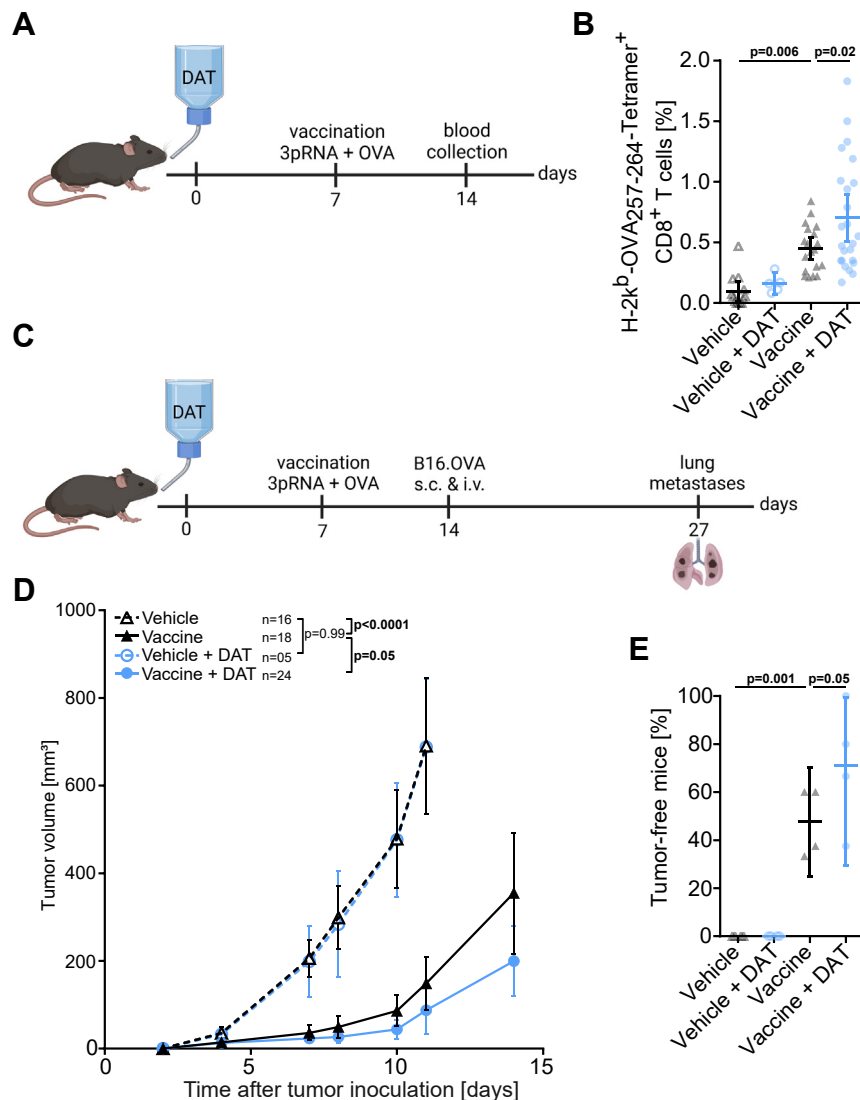 A
DAT
vaccination
3pRNA + OVA
blood
collection
days
0
7
14
B
H-2kᵇ-OVA257-264-Tetramer⁺
CD8⁺ T cells [%]
p=0.006
p=0.02
2.0
1.5
1.0
0.5
0.0
Vehicle
Vehicle + DAT
Vaccine
Vaccine + DAT
C
DAT
vaccination
3pRNA + OVA
B16.OVA
s.c. & i.v.
lung
metastases
days
0
7
14
27
D
Vehicle n=16
Vaccine n=18
Vehicle + DAT n=05
Vaccine + DAT n=24
p=0.99
p<0.0001
p=0.05
Tumor volume [mm³]
1000
800
600
400
200
0
0
5
10
15
Time after tumor inoculation [days]
E
p=0.001
p=0.05
Tumor-free mice [%]
100
80
60
40
20
0
Vehicle
Vehicle + DAT
Vaccine
Vaccine + DAT